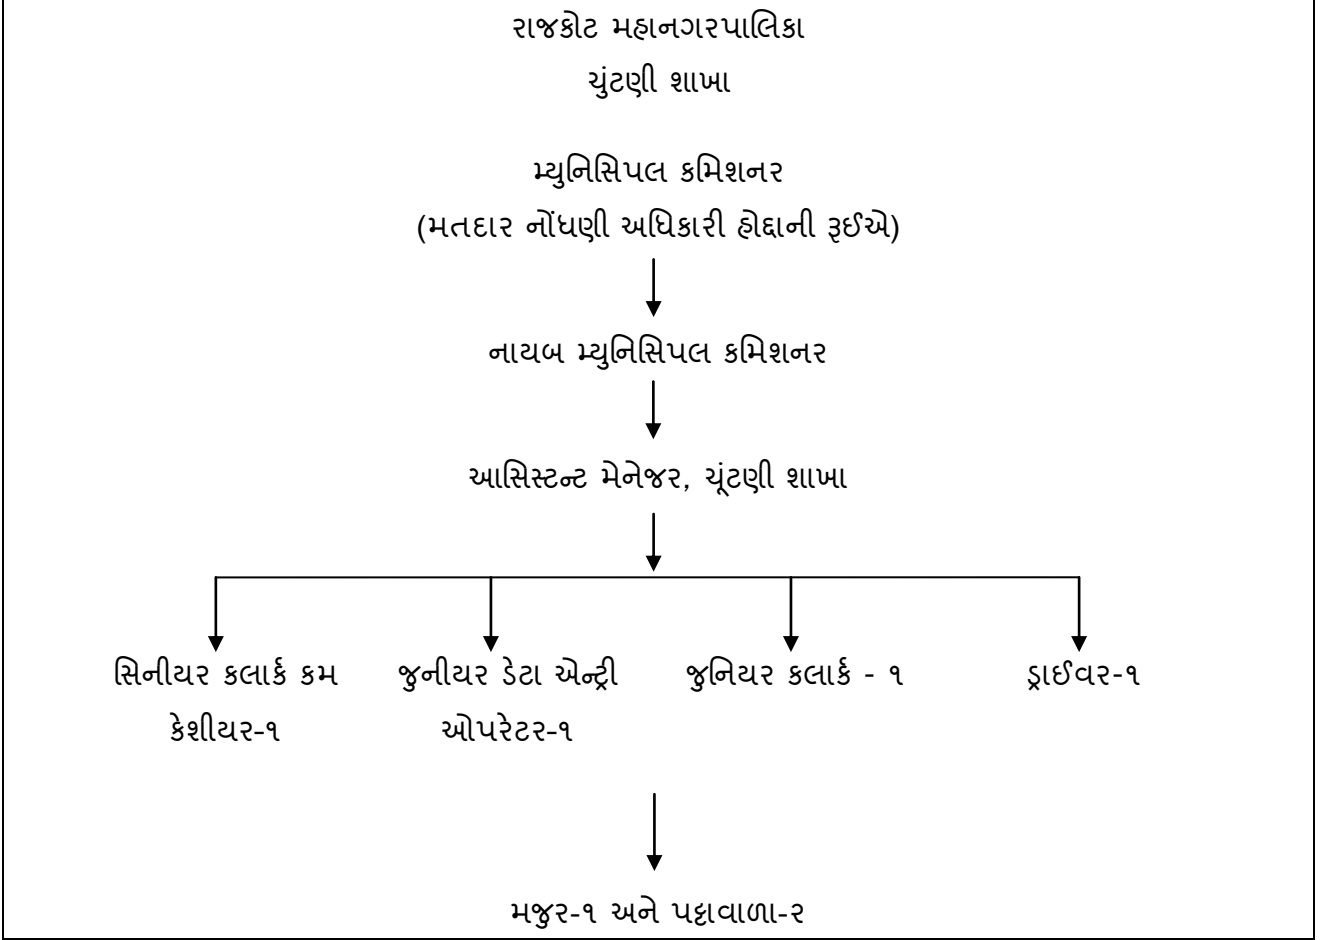 રાજકોટ મહાનગરપાલિકા
ચુંટણી શાખા
મ્યુનિસિપલ કમિશનર
(મતદાર નોંધણી અધિકારી હોદ્દાની રૂઈએ)
નાયબ મ્યુનિસિપલ કમિશનર
આસિસ્ટન્ટ મેનેજર, ચૂંટણી શાખા
સિનીયર કલાર્ક કમ
કેશીયર-૧
જુનીયર ડેટા એન્ટ્રી
ઓપરેટર-૧
જુનિયર કલાર્ક - ૧
ડ્રાઈવર-૧
મજુર-૧ અને પટ્ટાવાળા-૨